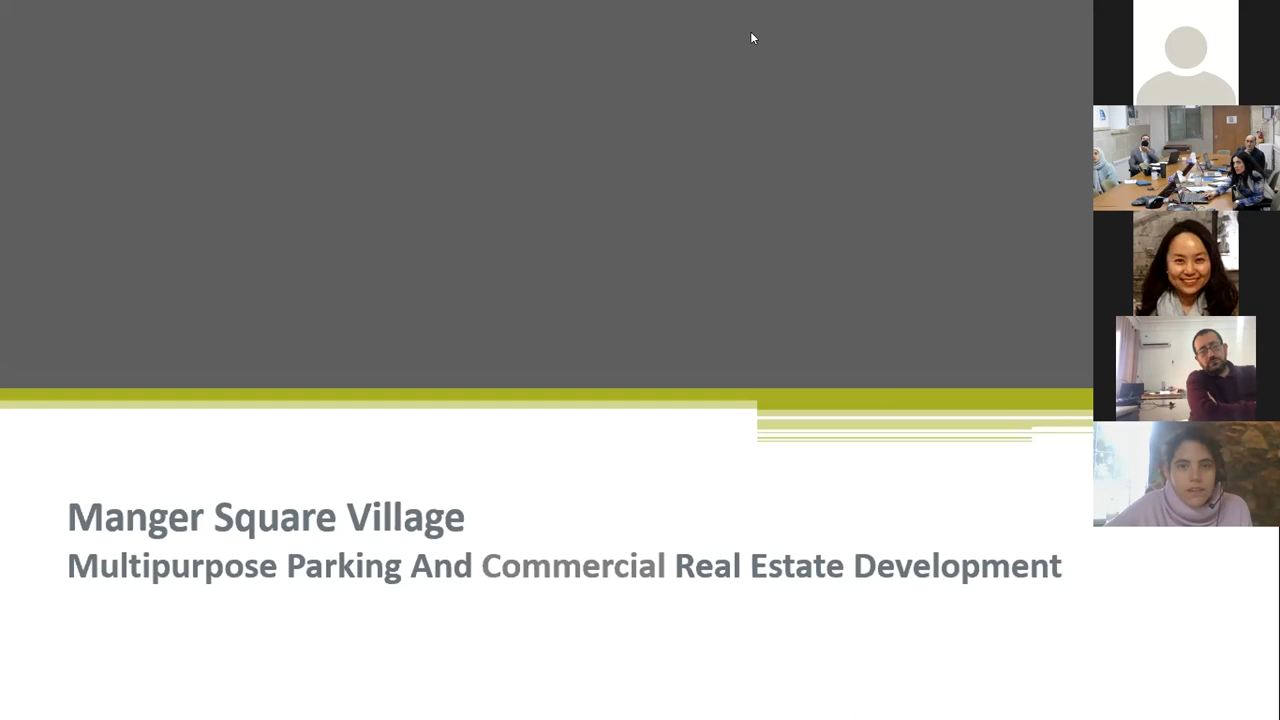 Manger Square Village
Multipurpose Parking And Commercial Real Estate Development